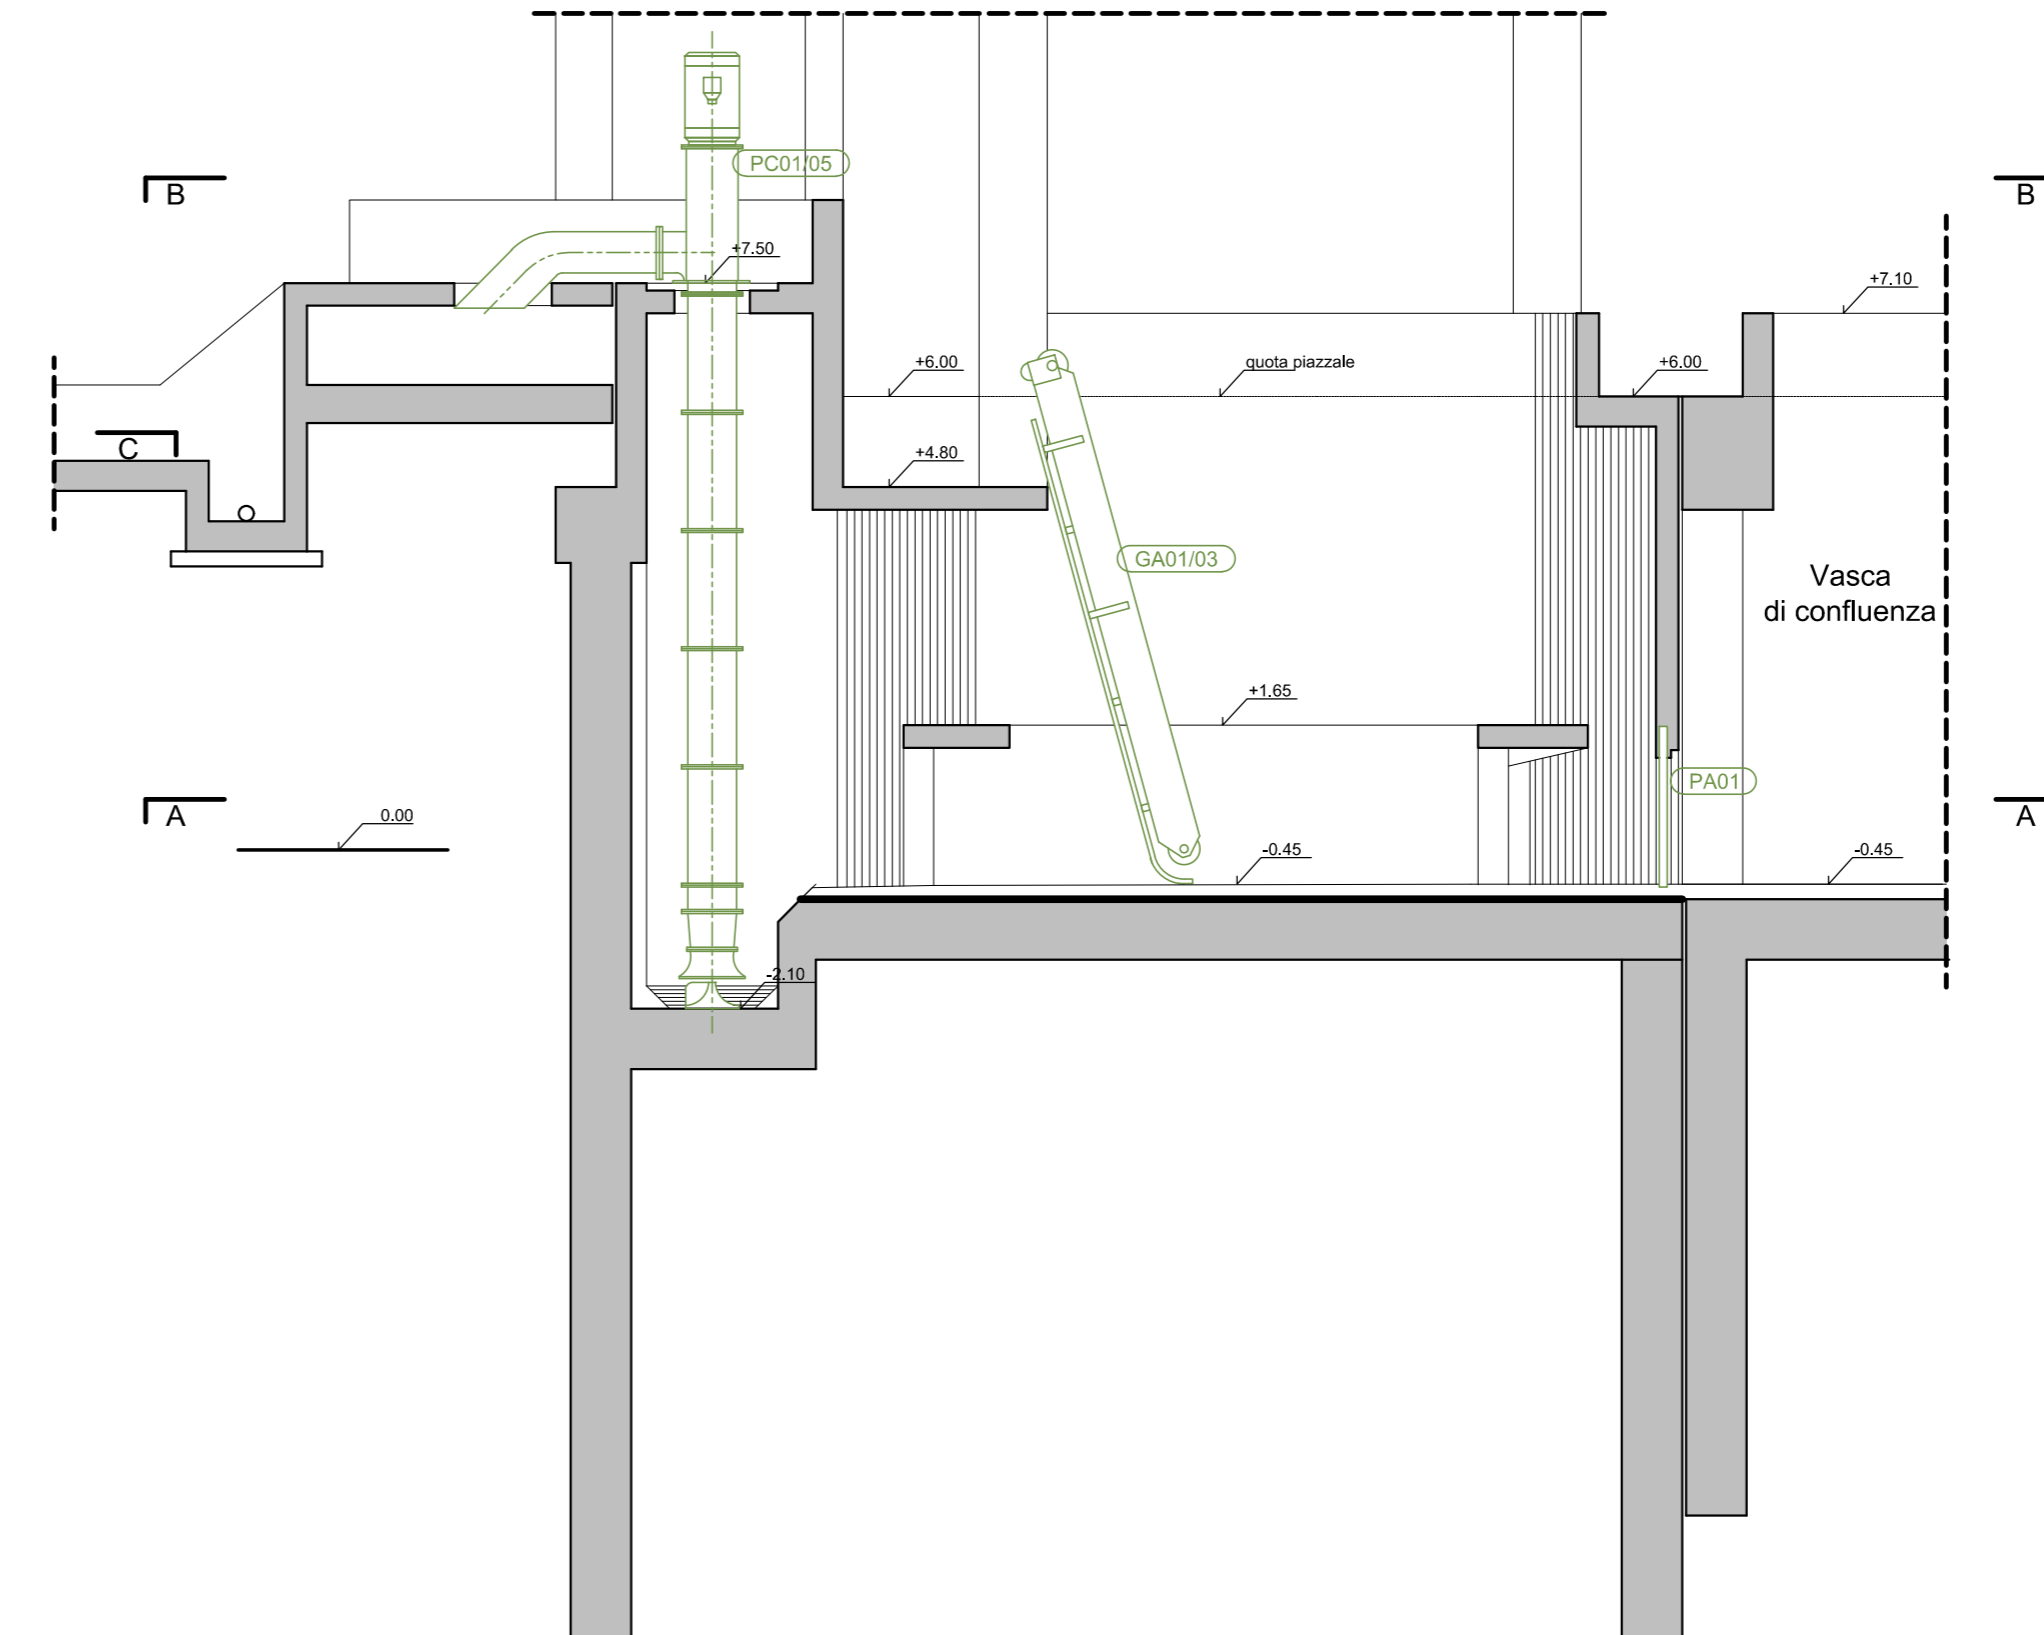 PC01/05
B
B
+7.50
+7.10
+6.00
quota piazzale
+6.00
C
+4.80
GA01/03
Vasca
di confluenza
+1.65
PA01
A
0.00
A
-0.45
-0.45
-2.10